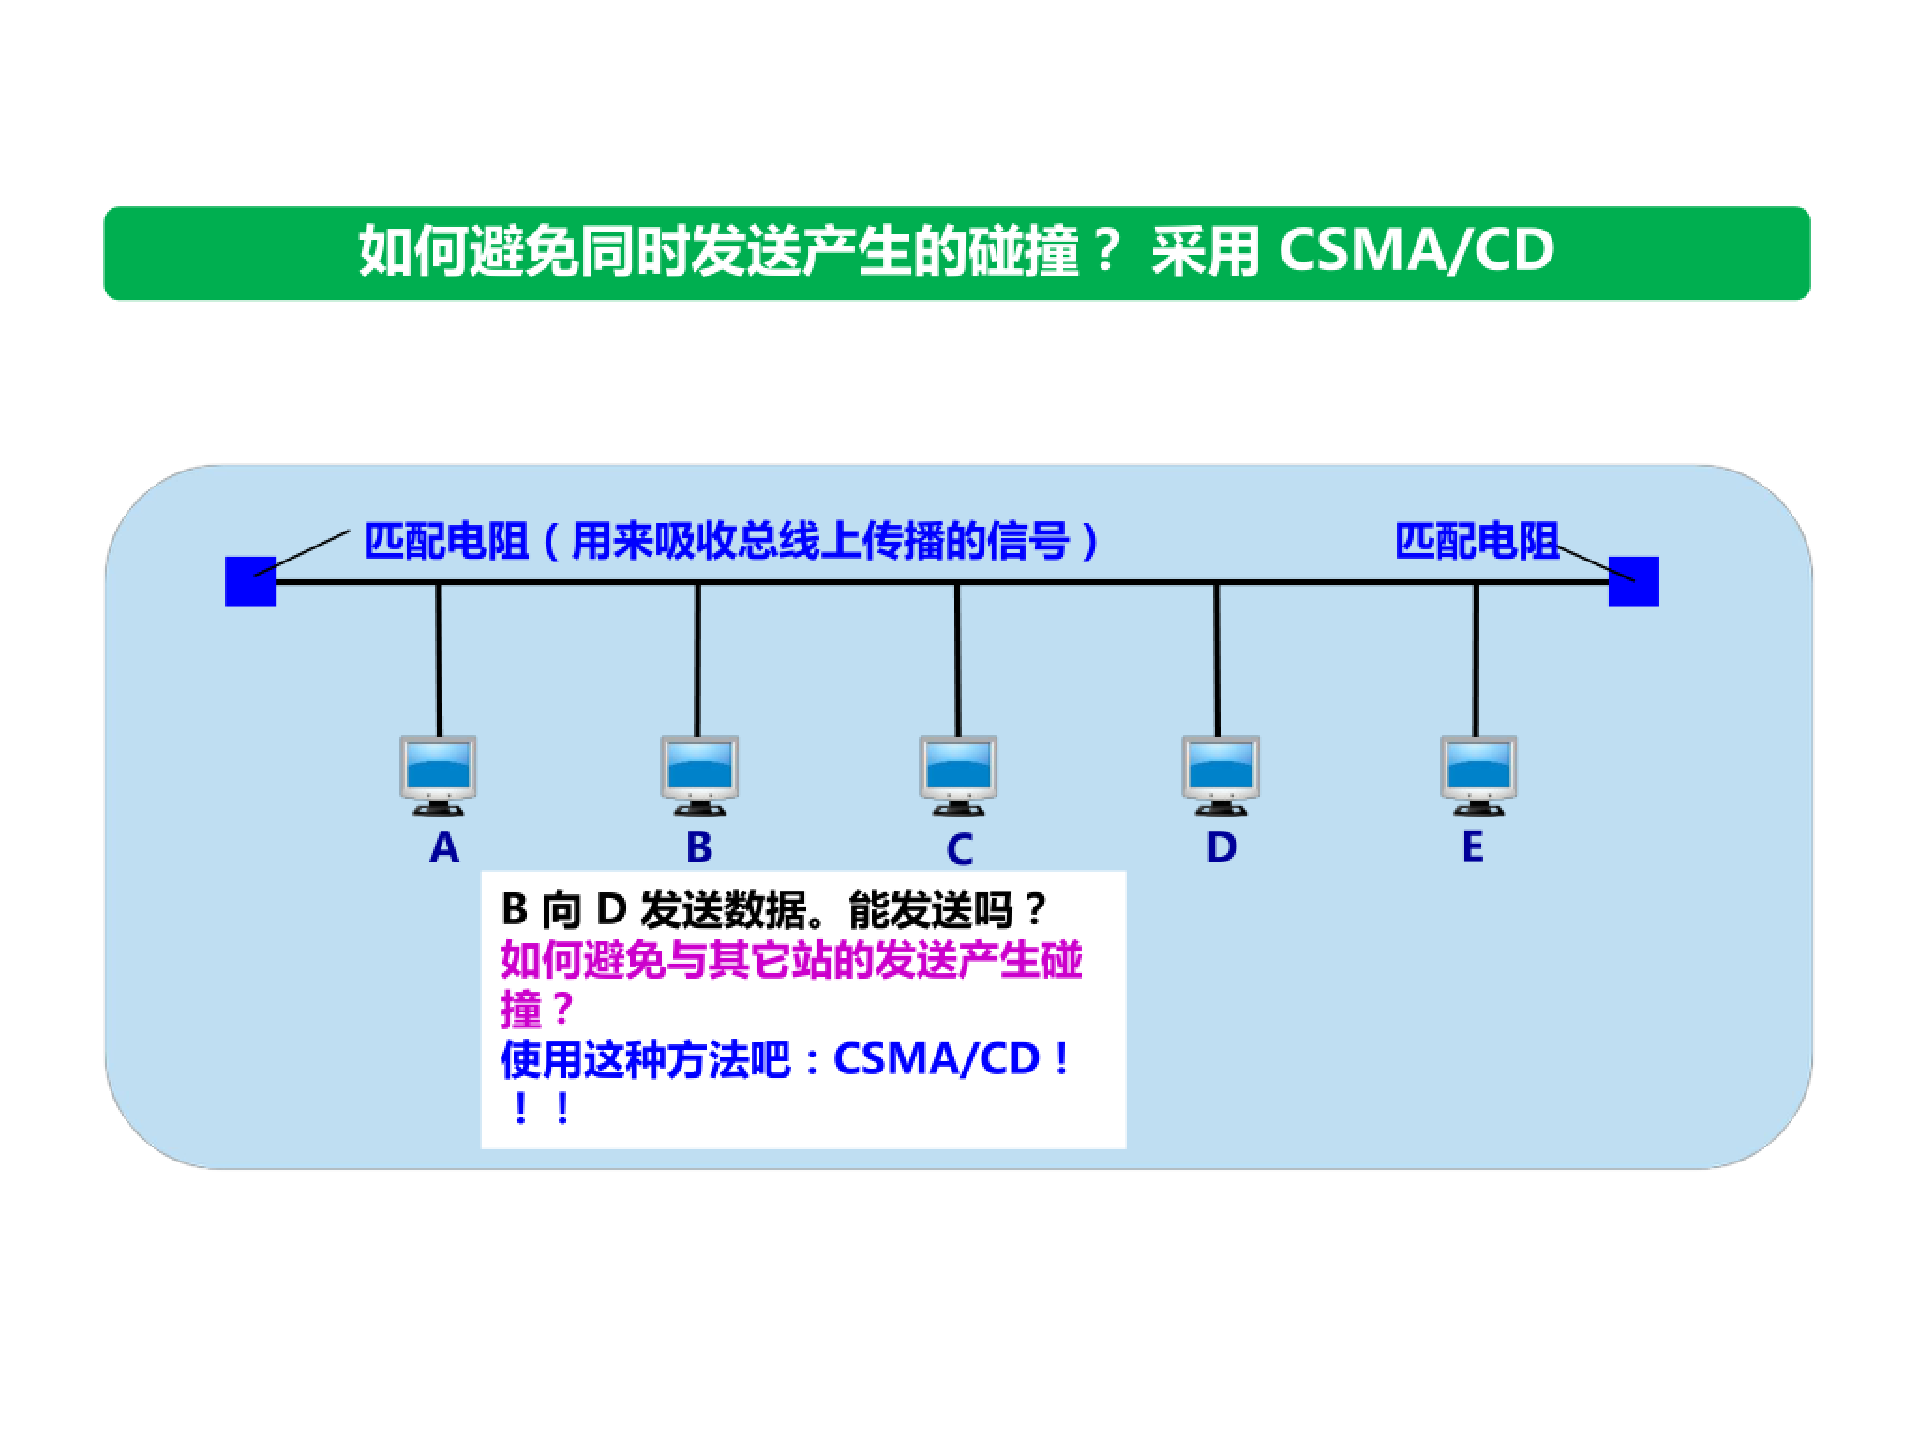 如何避免同时发送产生的碰撞？ 采用 CSMA/CD
匹配电阻（用来吸收总线上传播的信号）
匹配电阻
A
B
C
D
E
B 向 D 发送数据。能发送吗？
如何避免与其它站的发送产生碰
撞？
使用这种方法吧：CSMA/CD！
！！